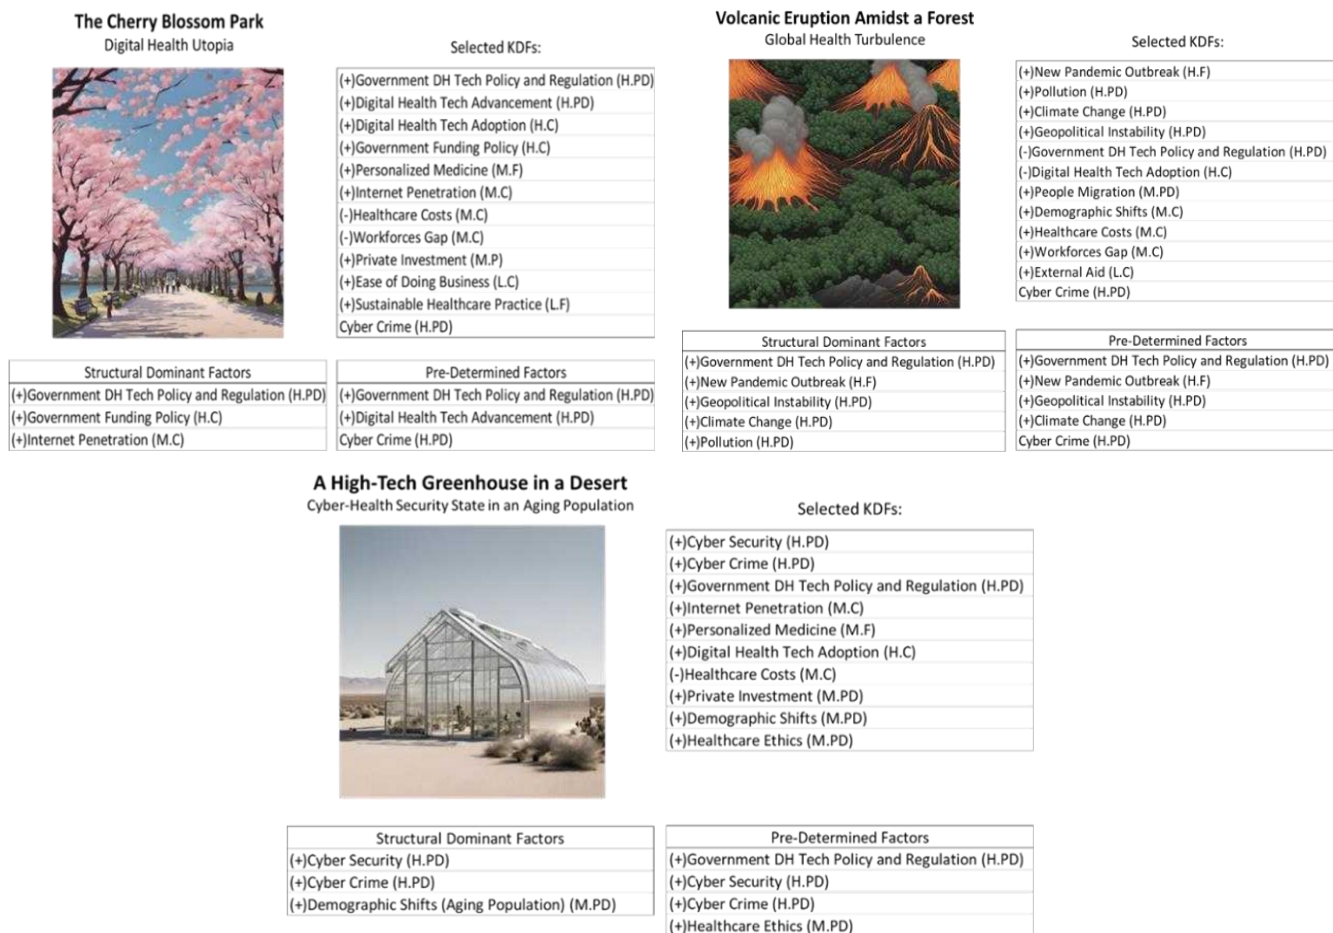 The Cherry Blossom Park
Digital Health Utopia
Selected KDFs:
(+)Government DH Tech Policy and Regulation (H.PD)
(+)Digital Health Tech Advancement (H.PD)
(+)Digital Health Tech Adoption (H.C)
(+)Government Funding Policy (H.C)
(+)Personalized Medicine (M.F)
(+)Internet Penetration (M.C)
(-)Healthcare Costs (M.C)
(-)Workforces Gap (M.C)
(+)Private Investment (M.P)
(+)Ease of Doing Business (L.C)
(+)Sustainable Healthcare Practice (L.F)
Cyber Crime (H.PD)
Structural Dominant Factors
(+)Government DH Tech Policy and Regulation (H.PD)
(+)Government Funding Policy (H.C)
(+)Internet Penetration (M.C)
Pre-Determined Factors
(+)Government DH Tech Policy and Regulation (H.PD)
(+)Digital Health Tech Advancement (H.PD)
Cyber Crime (H.PD)
Volcanic Eruption Amidst a Forest
Global Health Turbulence
Selected KDFs:
(+)New Pandemic Outbreak (H.F)
(+)Pollution (H.PD)
(+)Climate Change (H.PD)
(+)Geopolitical Instability (H.PD)
(-)Government DH Tech Policy and Regulation (H.PD)
(-)Digital Health Tech Adoption (H.C)
(+)People Migration (M.PD)
(+)Demographic Shifts (M.C)
(+)Healthcare Costs (M.C)
(+)Workforces Gap (M.C)
(+)External Aid (L.C)
Cyber Crime (H.PD)
Structural Dominant Factors
(+)Government DH Tech Policy and Regulation (H.PD)
(+)New Pandemic Outbreak (H.F)
(+)Geopolitical Instability (H.PD)
(+)Climate Change (H.PD)
(+)Pollution (H.PD)
Pre-Determined Factors
(+)Government DH Tech Policy and Regulation (H.PD)
(+)New Pandemic Outbreak (H.F)
(+)Geopolitical Instability (H.PD)
(+)Climate Change (H.PD)
Cyber Crime (H.PD)
A High-Tech Greenhouse in a Desert
Cyber-Health Security State in an Aging Population
Selected KDFs:
(+)Cyber Security (H.PD)
(+)Cyber Crime (H.PD)
(+)Government DH Tech Policy and Regulation (H.PD)
(+)Internet Penetration (M.C)
(+)Personalized Medicine (M.F)
(+)Digital Health Tech Adoption (H.C)
(-)Healthcare Costs (M.C)
(+)Private Investment (M.PD)
(+)Demographic Shifts (M.PD)
(+)Healthcare Ethics (M.PD)
Structural Dominant Factors
(+)Cyber Security (H.PD)
(+)Cyber Crime (H.PD)
(+)Demographic Shifts (Aging Population) (M.PD)
Pre-Determined Factors
(+)Government DH Tech Policy and Regulation (H.PD)
(+)Cyber Security (H.PD)
(+)Cyber Crime (H.PD)
(+)Healthcare Ethics (M.PD)